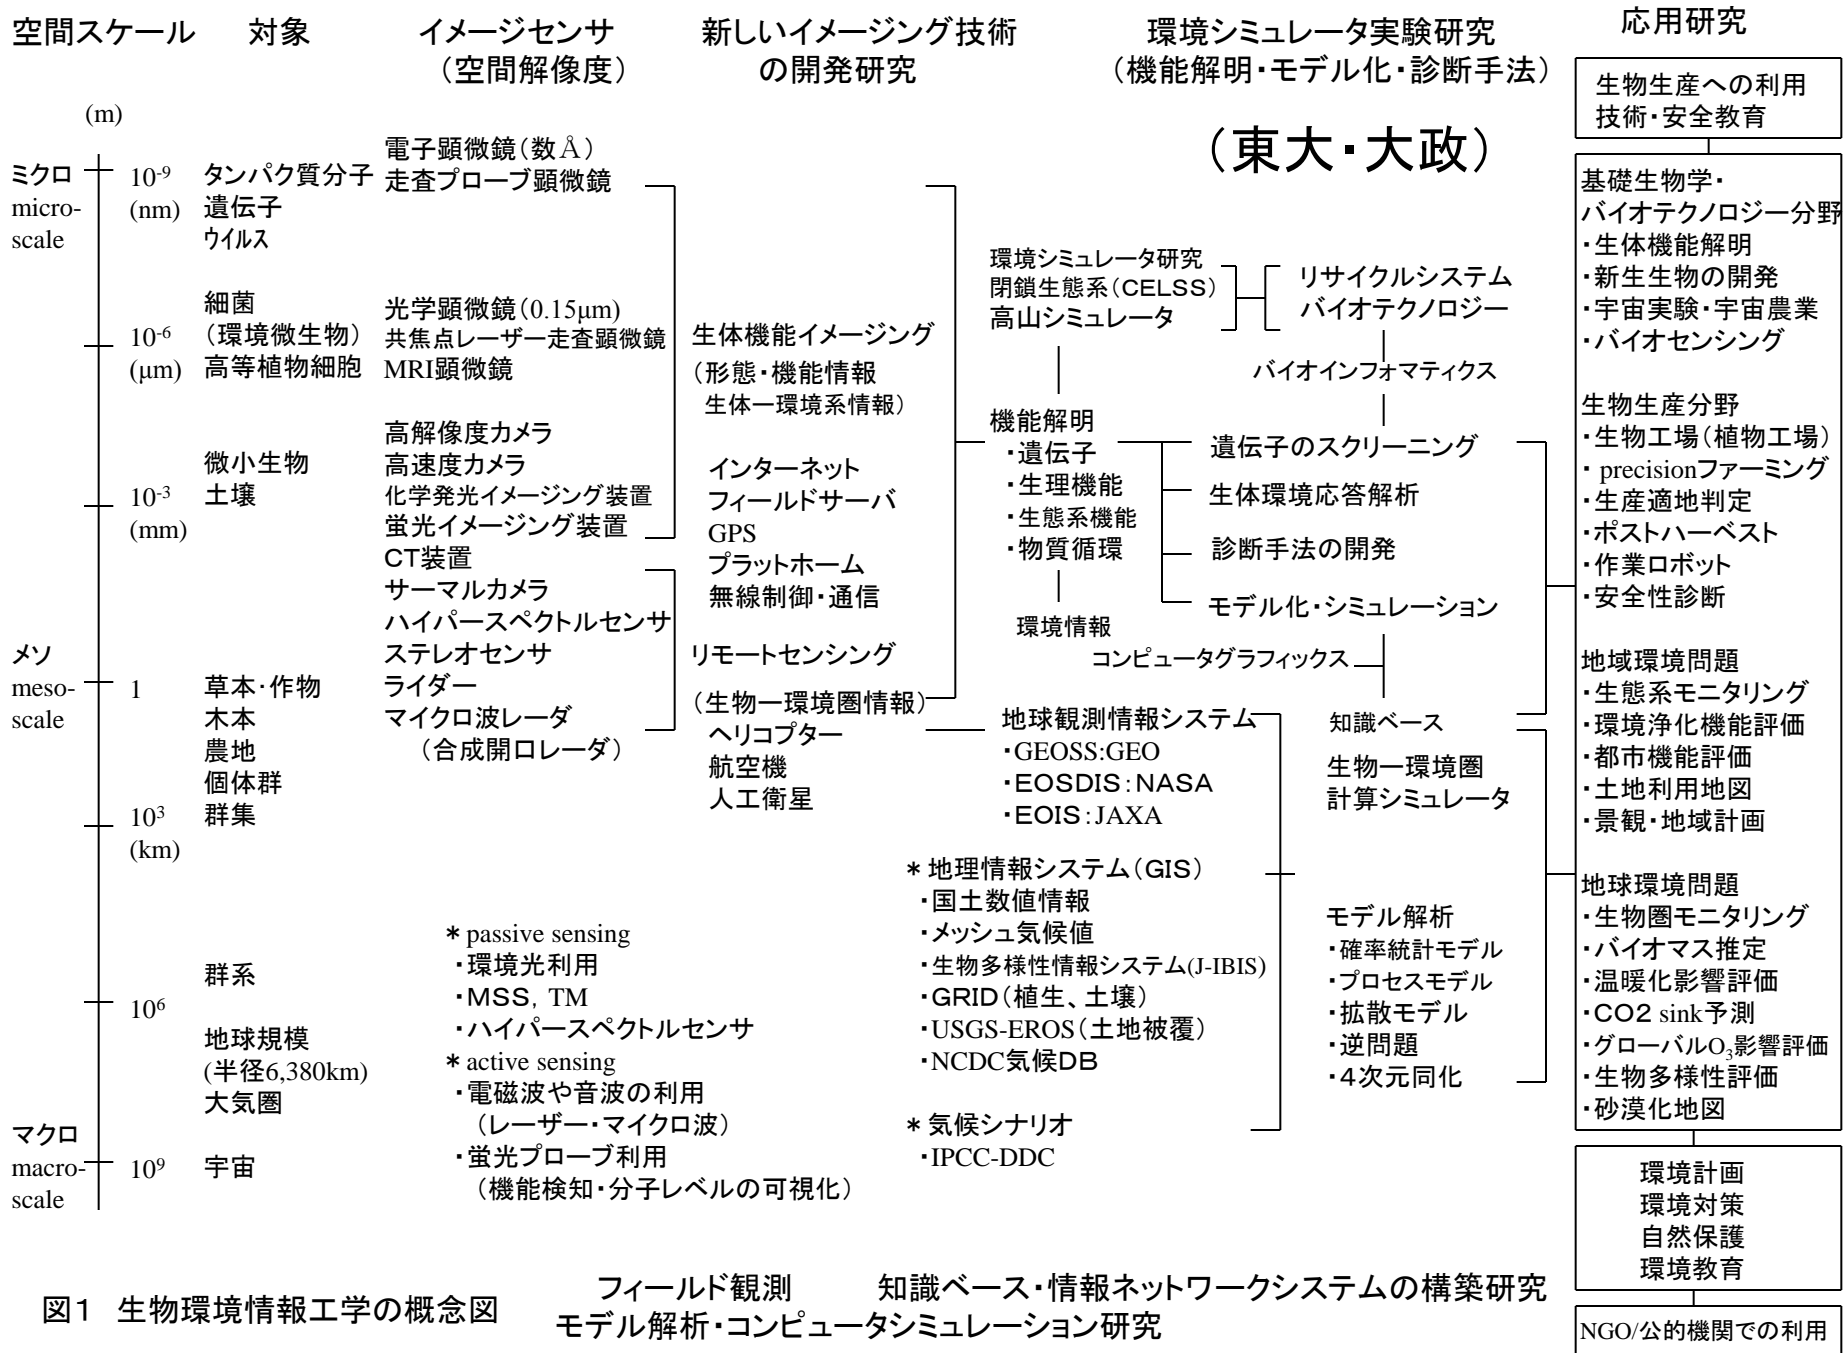 空間スケール
対象
イメージセンサ
（空間解像度）
新しいイメージング技術
の開発研究
環境シミュレータ実験研究
（機能解明・モデル化・診断手法）
応用研究
（東大・大政）
(m)
ミクロ
micro-
scale
メソ
meso-
scale
マクロ
macro-
scale
10-9
(nm)
10-6
(μm)
10-3
(mm)
1
103
(km)
106
109
タンパク質分子
遺伝子
ウイルス
細菌
（環境微生物）
高等植物細胞
微小生物
土壌
草本・作物
木本
農地
個体群
群集
群系
地球規模
(半径6,380km)
大気圏
宇宙
電子顕微鏡（数Å）
走査プローブ顕微鏡
光学顕微鏡（0.15μm)
共焦点レーザー走査顕微鏡
MRI顕微鏡
高解像度カメラ
高速度カメラ
化学発光イメージング装置
蛍光イメージング装置
CT装置
サーマルカメラ
ハイパースペクトルセンサ
ステレオセンサ
ライダー
マイクロ波レーダ
（合成開口レーダ）
＊passive sensing
・環境光利用
・MSS，TM
・ハイパースペクトルセンサ
＊active sensing
・電磁波や音波の利用
（レーザー・マイクロ波）
・蛍光プローブ利用
（機能検知・分子レベルの可視化）
生体機能イメージング
（形態・機能情報
生体ー環境系情報）
インターネット
フィールドサーバ
GPS
プラットホーム
無線制御・通信
リモートセンシング
（生物ー環境圏情報）
ヘリコプター
航空機
人工衛星
環境シミュレータ研究
閉鎖生態系（CELSS）
高山シミュレータ
リサイクルシステム
バイオテクノロジー
バイオインフォマティクス
機能解明
・遺伝子
・生理機能
・生態系機能
・物質循環
環境情報
遺伝子のスクリーニング
生体環境応答解析
診断手法の開発
モデル化・シミュレーション
コンピュータグラフィックス
地球観測情報システム
・GEOSS:GEO
・EOSDIS：NASA
・EOIS：JAXA
＊地理情報システム（GIS）
・国土数値情報
・メッシュ気候値
・生物多様性情報システム(J-IBIS)
・GRID（植生、土壌）
・USGS-EROS（土地被覆）
・NCDC気候DB
＊気候シナリオ
・IPCC-DDC
知識ベース
生物ー環境圏
計算シミュレータ
モデル解析
・確率統計モデル
・プロセスモデル
・拡散モデル
・逆問題
・４次元同化
生物生産への利用
技術・安全教育
基礎生物学・
バイオテクノロジー分野
・生体機能解明
・新生生物の開発
・宇宙実験・宇宙農業
・バイオセンシング
生物生産分野
・生物工場（植物工場）
・precisionファーミング
・生産適地判定
・ポストハーベスト
・作業ロボット
・安全性診断
地域環境問題
・生態系モニタリング
・環境浄化機能評価
・都市機能評価
・土地利用地図
・景観・地域計画
地球環境問題
・生物圏モニタリング
・バイオマス推定
・温暖化影響評価
・CO2 sink予測
・グローバルO3影響評価
・生物多様性評価
・砂漠化地図
環境計画
環境対策
自然保護
環境教育
NGO/公的機関での利用
図１ 生物環境情報工学の概念図
フィールド観測
知識ベース・情報ネットワークシステムの構築研究
モデル解析・コンピュータシミュレーション研究